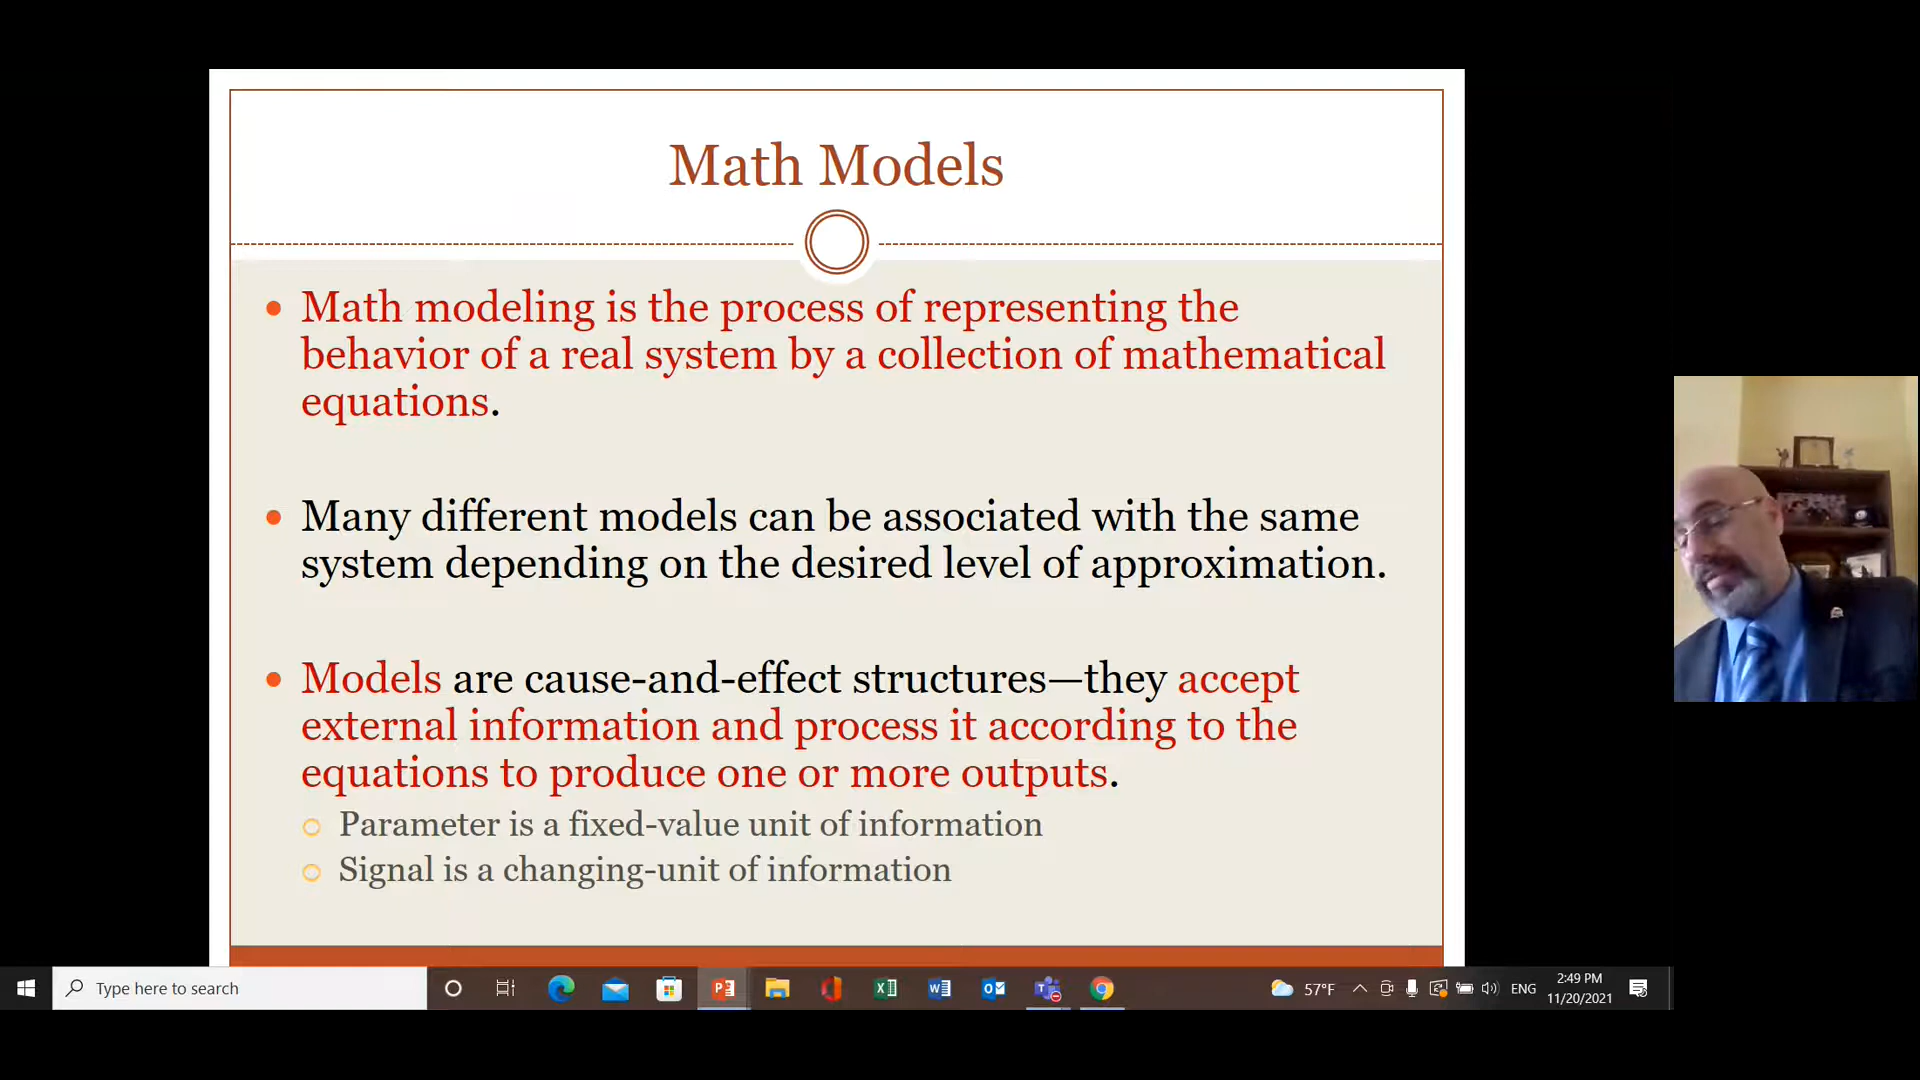 Math Models
Math modeling is the process of representing the
behavior of a real system by a collection of mathematical
equations.
Many different models can be associated with the same
system depending on the desired level of approximation.
Models are cause-and-effect structures—they accept
external information and process it according to the
equations to produce one or more outputs.
Parameter is a fixed-value unit of information
Signal is a changing-unit of information
Type here to search
57°F
ENG
2:49 PM
11/20/2021